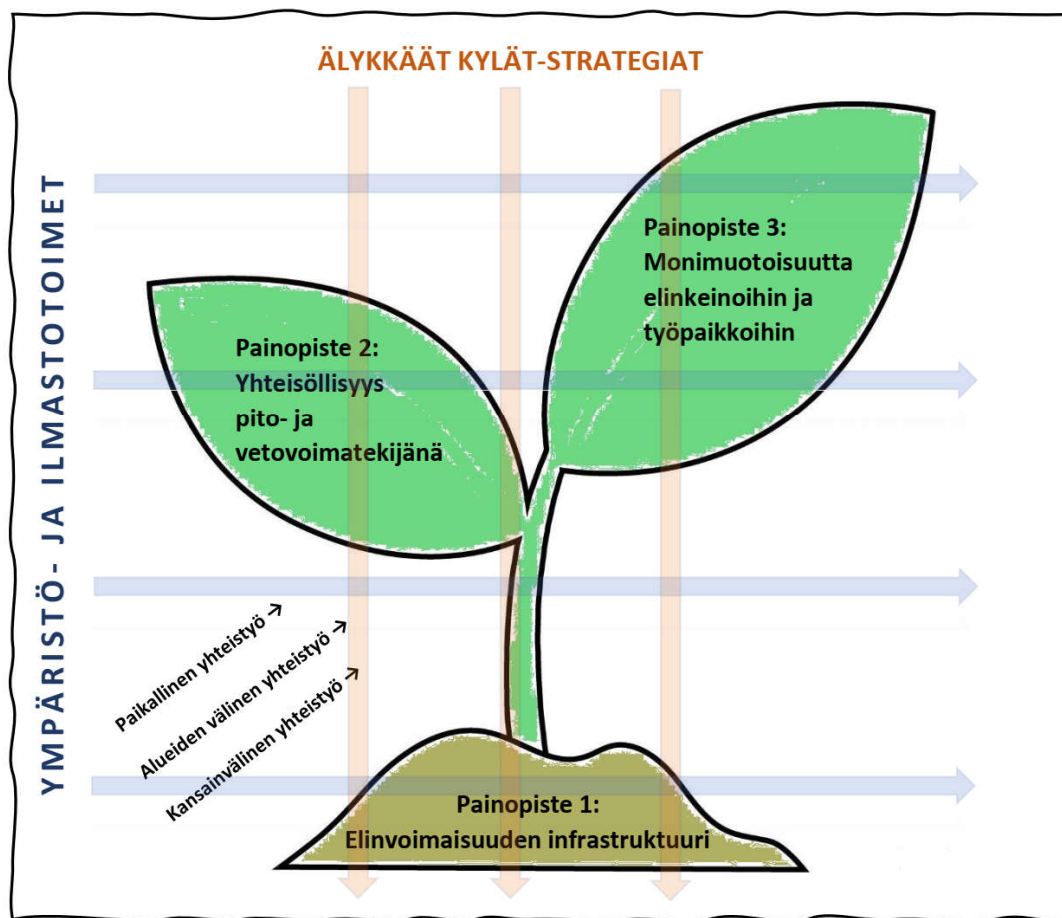 ÄLYKKÄÄT KYLÄT-STRATEGIAT
YMPÄRISTÖ- JA ILMASTOTOIMET
Painopiste 3:
Monimuotoisuutta
elinkeinoihin ja
työpaikkoihin
Painopiste 2:
Yhteisöllisyys
pito- ja
vetovoimatekijänä
Paikallinen yhteistyö →
Alueiden välinen yhteistyö →
Kansainvälinen yhteistyö →
Painopiste 1:
Elinvoimaisuuden infrastruktuuri